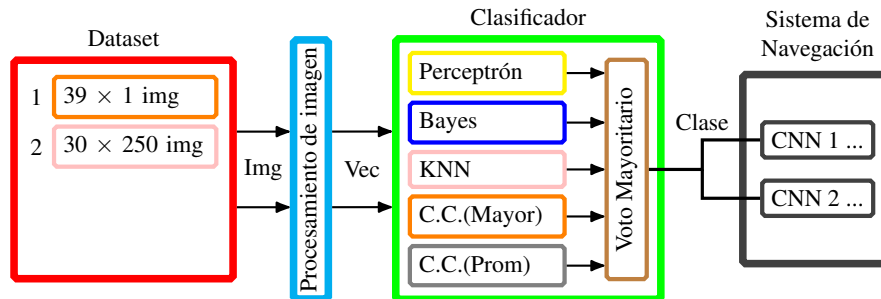 Dataset
1
39 × 1 img
2
30 × 250 img
Img
Procesamiento de imagen
Vec
Clasificador
Perceptrón
Bayes
KNN
C.C.(Mayor)
C.C.(Prom)
Voto Mayoritario
Clase
Sistema de
Navegación
CNN 1 ...
CNN 2 ...